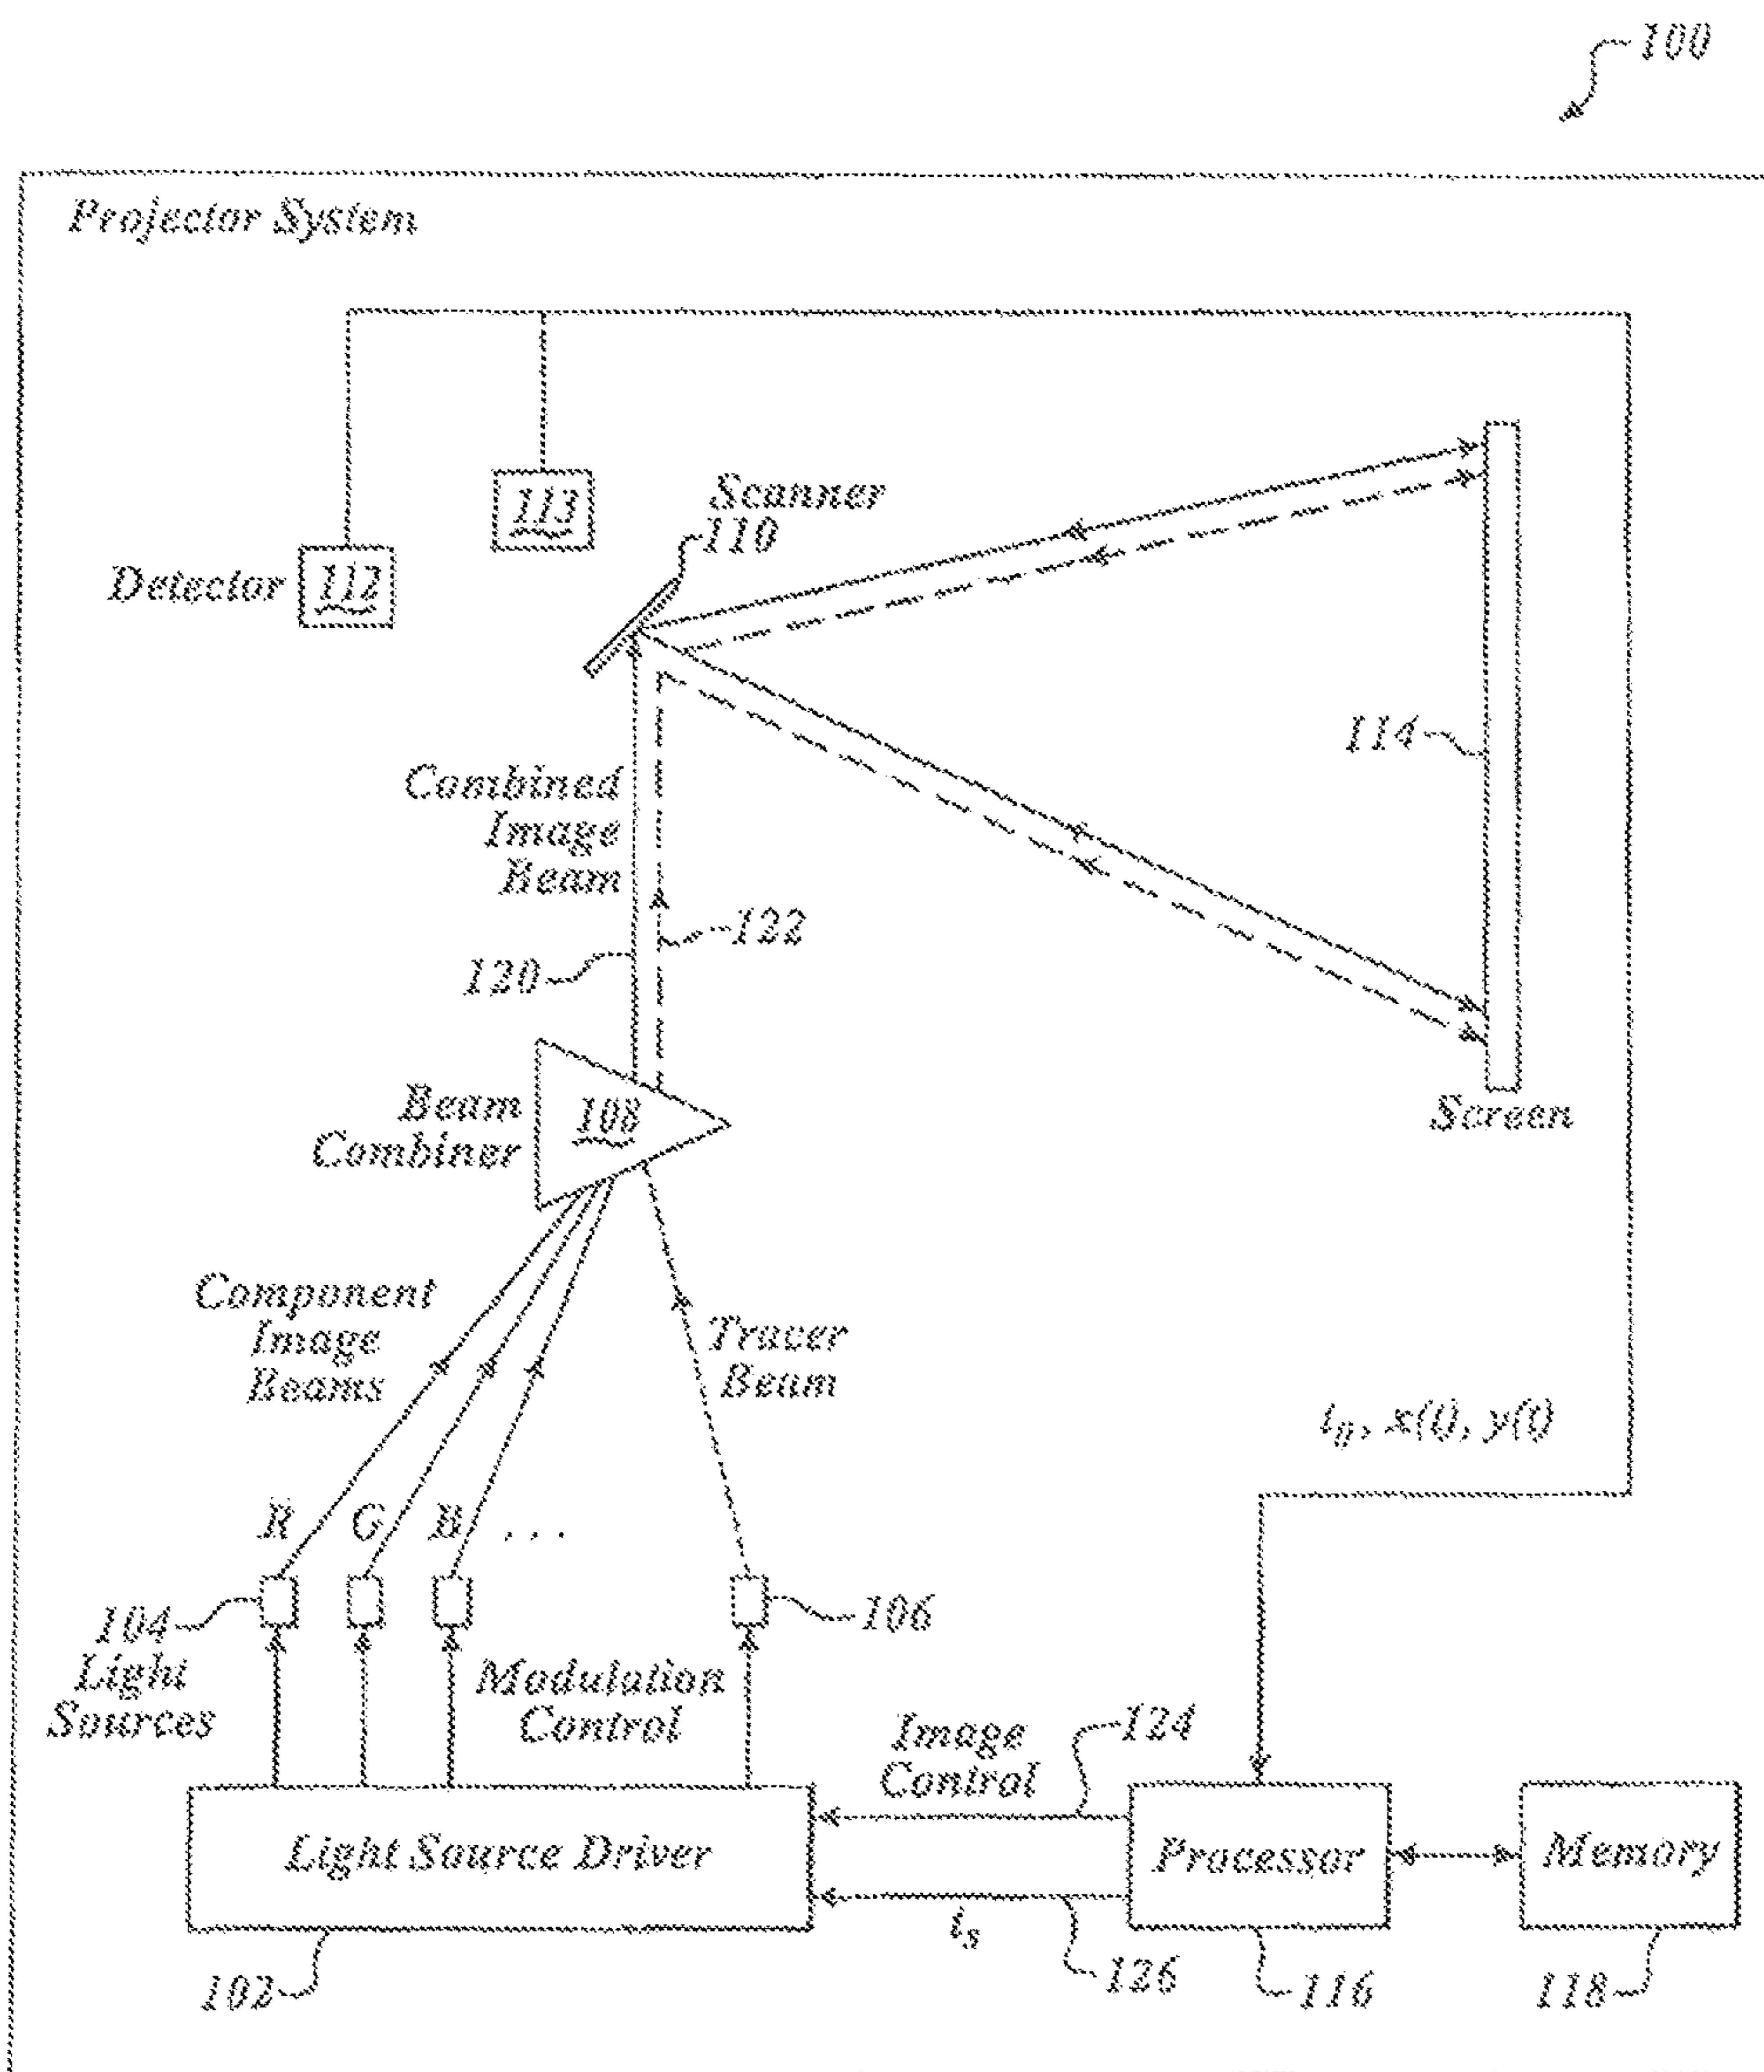 100
Projector System
113
Scanner
110
Detector
112
114
Combined
Image
Beam
122
120
Beam
Combiner
108
Screen
Component
Image
Beams
Tracer
Beam
t₀, x(t), y(t)
R G B ...
104
106
Light
Sources
Modulation
Control
Image
Control
124
Light Source Driver
Processor
Memory
tₛ
102
126
116
118